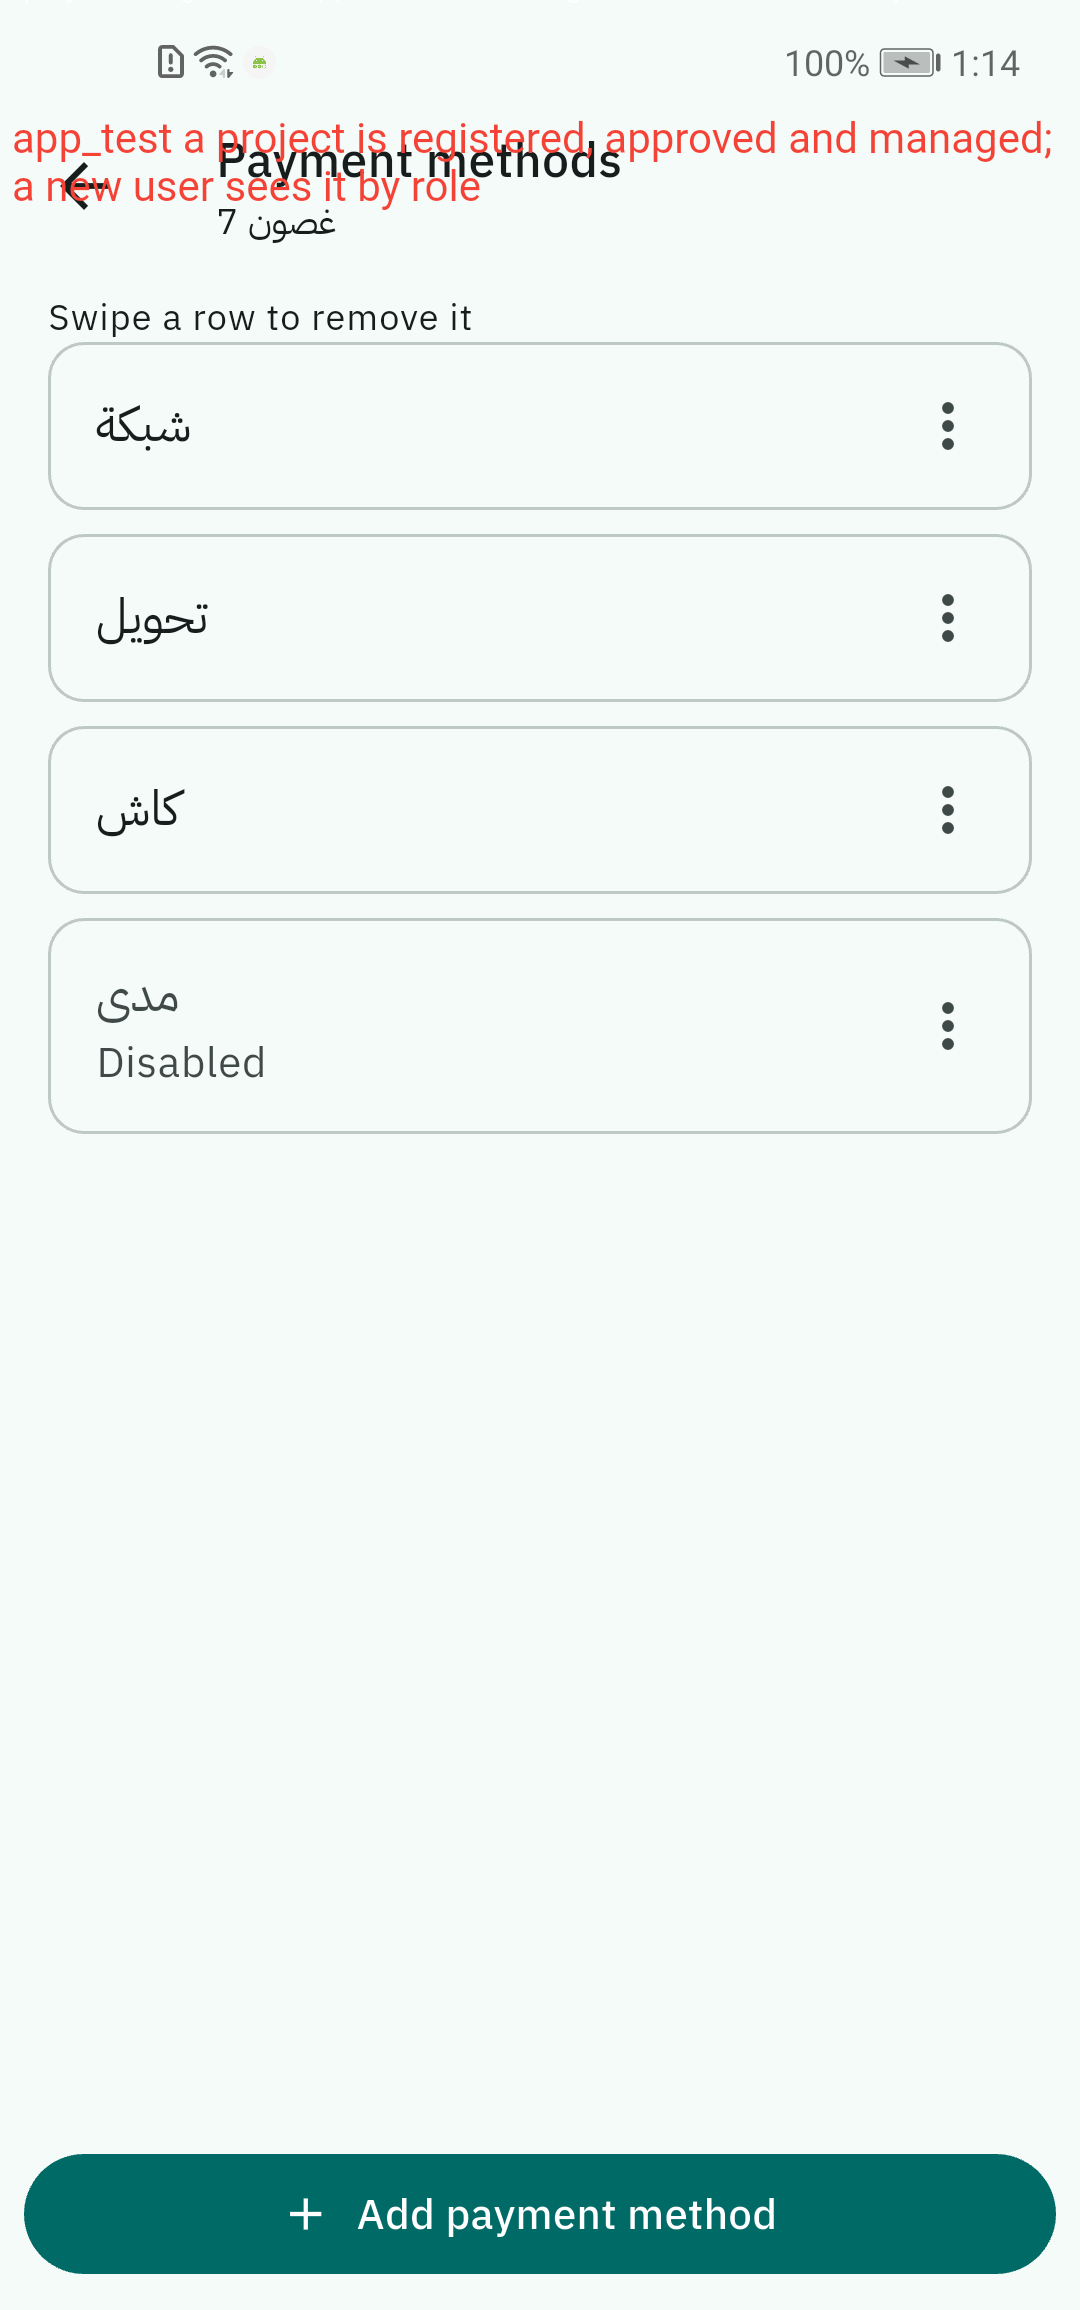 100% 1:14
app_test a project is registered, approved and managed;
a new user sees it by role
Payment methods
غصون 7
Swipe a row to remove it
شبكة
تحويل
كاش
مدى
Disabled
+ Add payment method